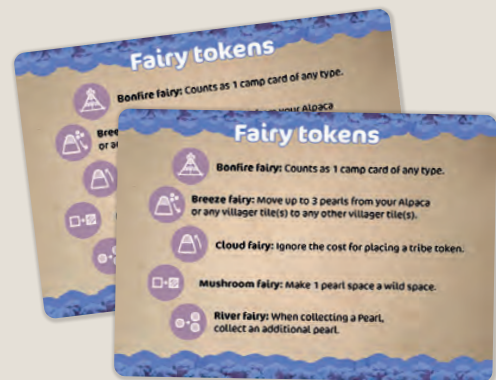 Fairy tokens
Bonfire fairy: Counts as 1 camp card of any type.
your Alpaca
Bree
or a
Fairy tokens
Bonfire fairy: Counts as 1 camp card of any type.
Breeze fairy: Move up to 3 pearls from your Alpaca
or any villager tile(s) to any other villager tile(s).
Cloud fairy: Ignore the cost for placing a tribe token.
Mushroom fairy: Make 1 pearl space a wild space.
River fairy: When collecting a Pearl,
collect an additional pearl.